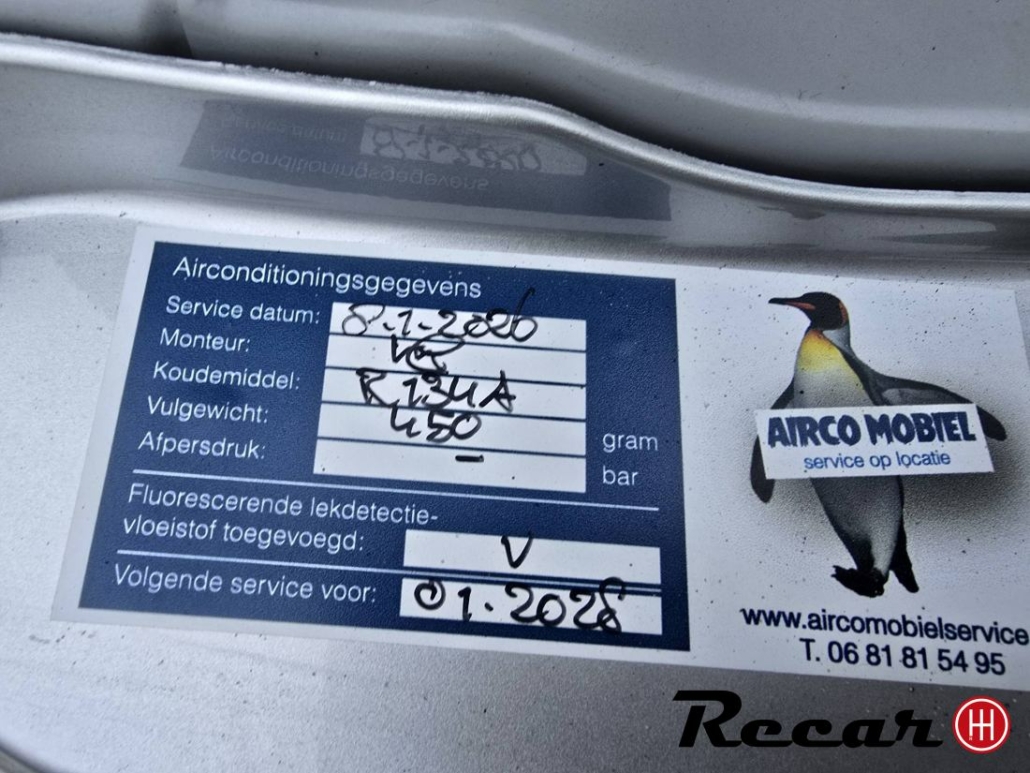 Airconditioningsgegevens
Service datum: 8-1-2026
Monteur:
Koudemiddel: R134A
Vulgewicht: 450 gram
Afpersdruk: - bar
Fluorescerende lekdetectie-
vloeistof toegevoegd: V
Volgende service voor: 01-2028
AIRCO MOBIEL
service op locatie
www.aircomobielservice
T. 06 81 81 54 95
Recar